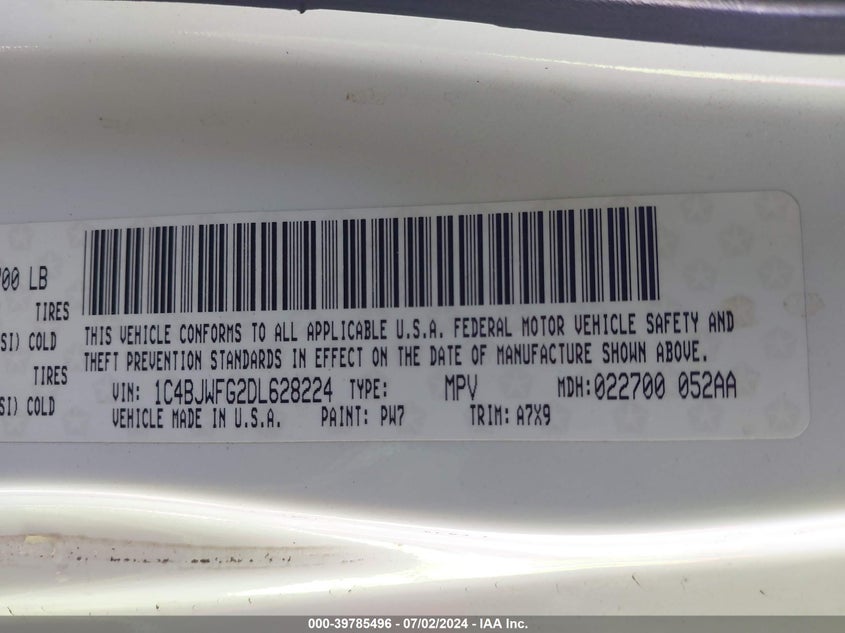 700 LB
TIRES
SI) COLD
TIRES
SI) COLD
THIS VEHICLE CONFORMS TO ALL APPLICABLE U.S.A. FEDERAL MOTOR VEHICLE SAFETY AND
THEFT PREVENTION STANDARDS IN EFFECT ON THE DATE OF MANUFACTURE SHOWN ABOVE.
VIN: 1C4BJWFG2DL628224 TYPE: MPV MDH: 022700 052AA
VEHICLE MADE IN U.S.A. PAINT: PW7 TRIM: A7X9
000-39785496 - 07/02/2024 - IAA Inc.